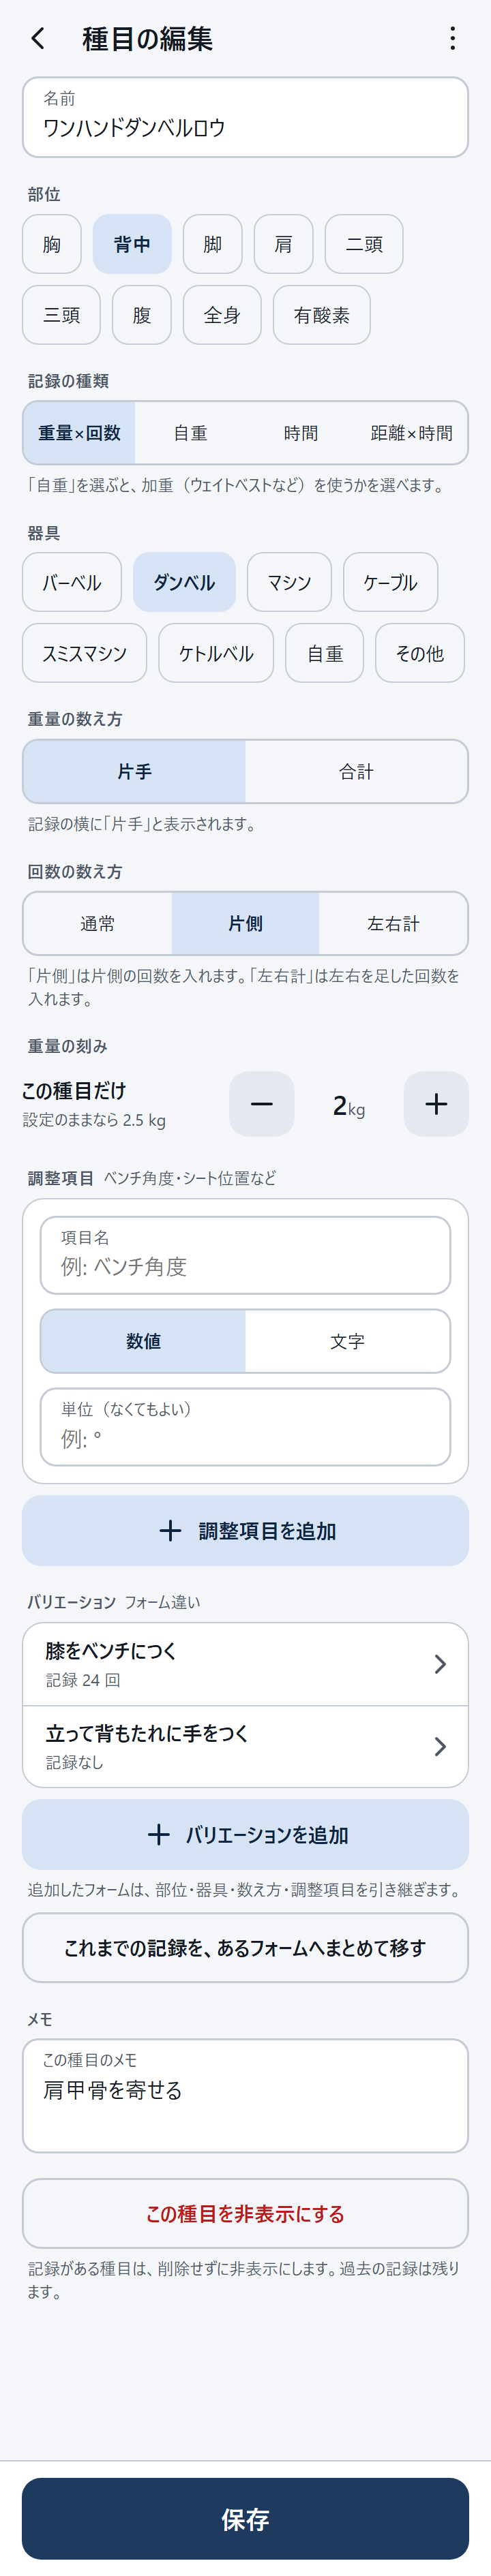 種目の編集
名前
ワンハンドダンベルロウ
部位
胸 背中 脚 肩 二頭
三頭 腹 全身 有酸素
記録の種類
重量×回数 自重 時間 距離×時間
「自重」を選ぶと、加重（ウェイトベストなど）を使うかを選べます。
器具
バーベル ダンベル マシン ケーブル
スミスマシン ケトルベル 自重 その他
重量の数え方
片手 合計
記録の横に「片手」と表示されます。
回数の数え方
通常 片側 左右計
「片側」は片側の回数を入れます。「左右計」は左右を足した回数を
入れます。
重量の刻み
この種目だけ
設定のままなら 2.5 kg
2kg
調整項目 ベンチ角度・シート位置など
項目名
例: ベンチ角度
数値 文字
単位（なくてもよい）
例: °
調整項目を追加
バリエーション フォーム違い
膝をベンチにつく
記録 24 回
立って背もたれに手をつく
記録なし
バリエーションを追加
追加したフォームは、部位・器具・数え方・調整項目を引き継ぎます。
これまでの記録を、あるフォームへまとめて移す
メモ
この種目のメモ
肩甲骨を寄せる
この種目を非表示にする
記録がある種目は、削除せずに非表示にします。過去の記録は残り
ます。
保存